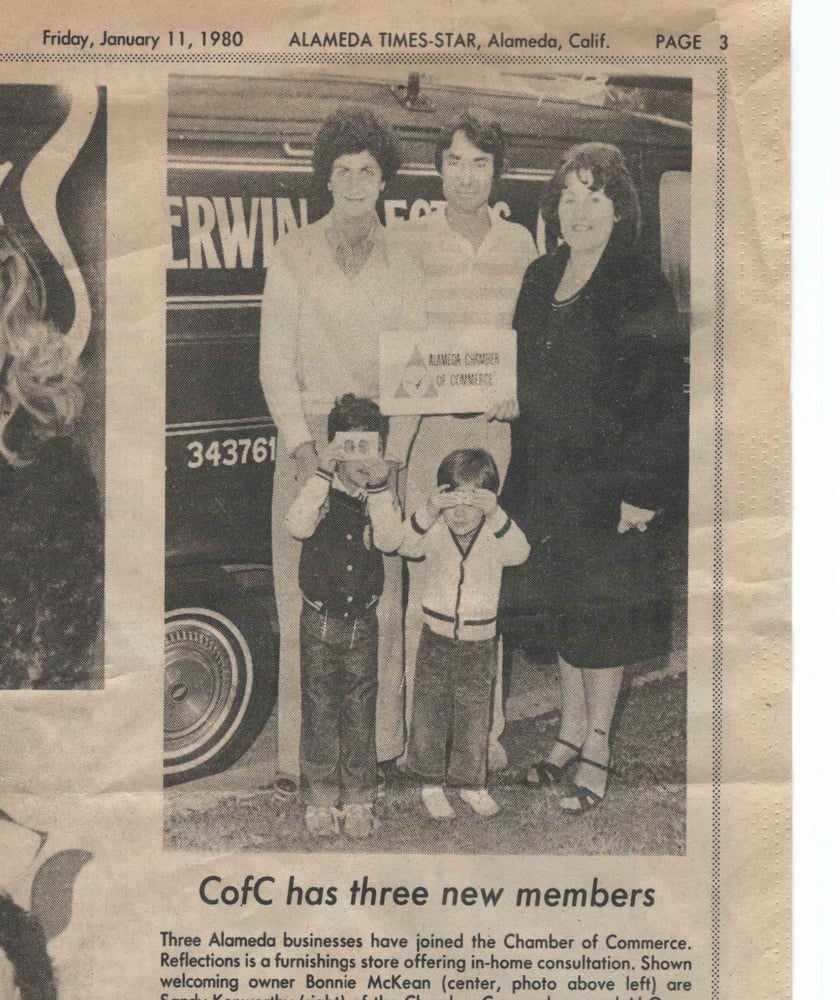 Friday, January 11, 1980 ALAMEDA TIMES-STAR, Alameda, Calif. PAGE 3
ERWIN
ALAMEDA CHAMBER
OF COMMERCE
343761
CofC has three new members
Three Alameda businesses have joined the Chamber of Commerce.
Reflections is a furnishings store offering in-home consultation. Shown
welcoming owner Bonnie McKean (center, photo above left) are